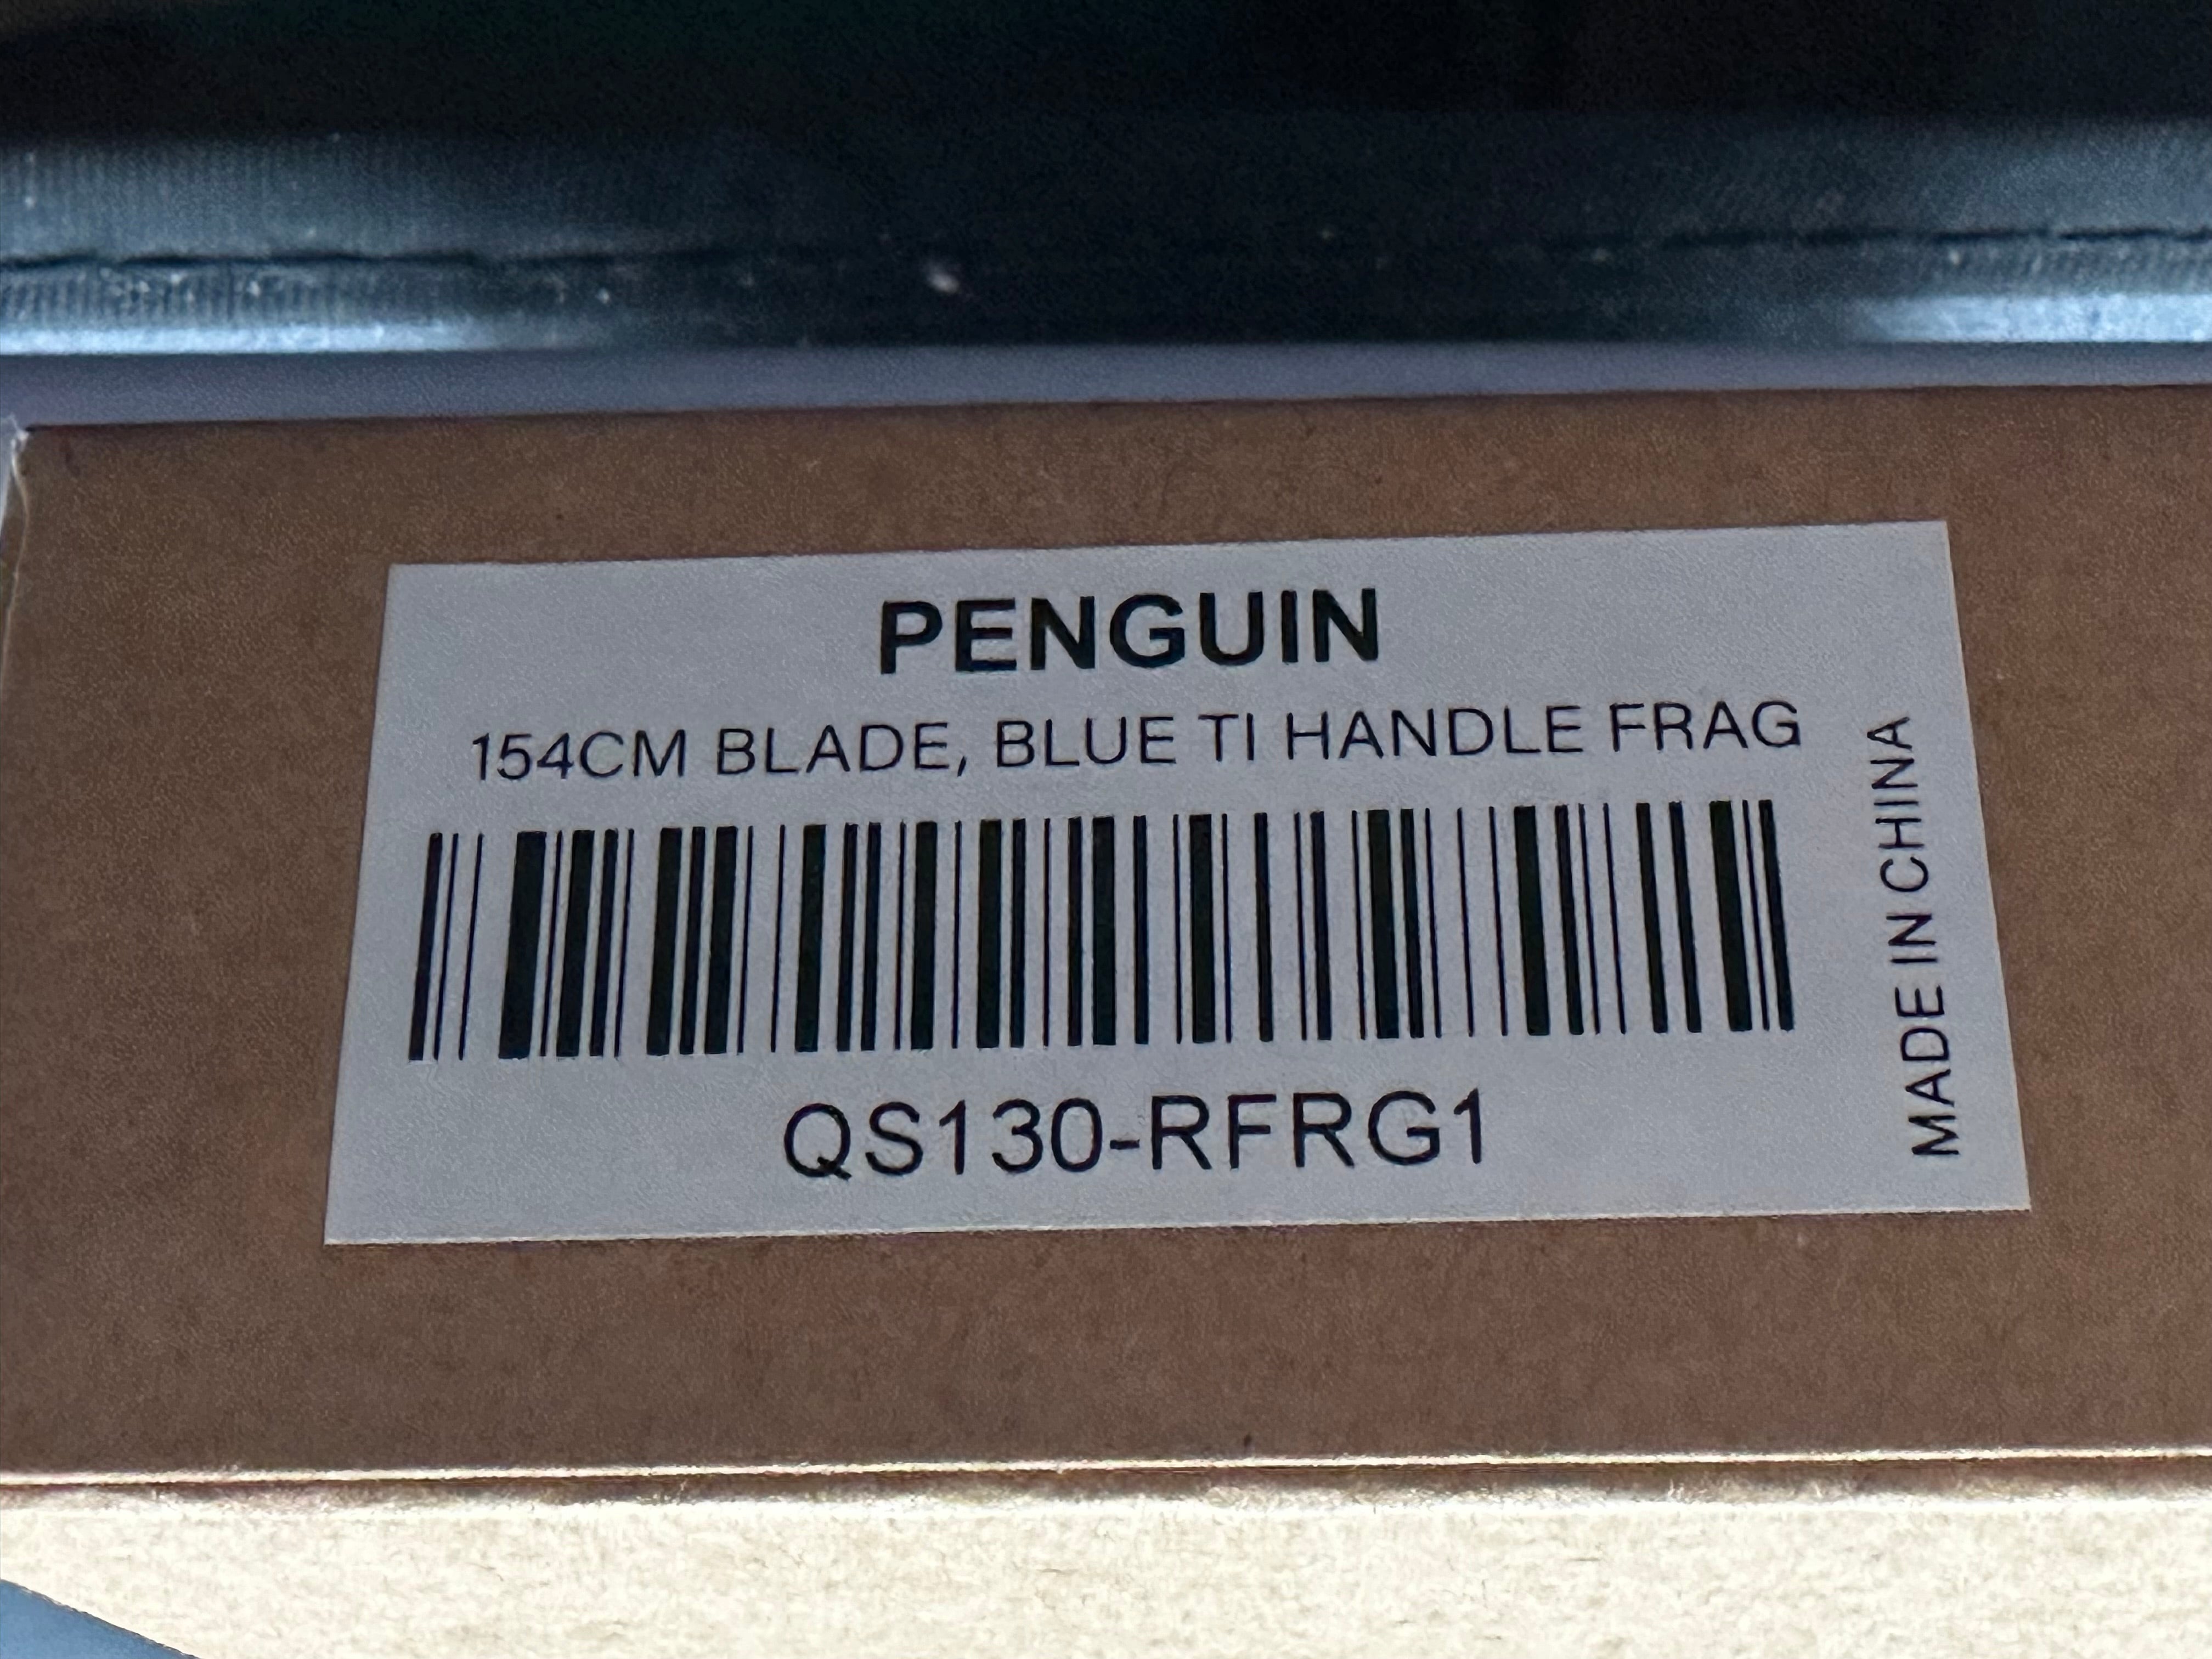 PENGUIN
154CM BLADE, BLUE TI HANDLE FRAG
QS130-RFRG1
MADE IN CHINA